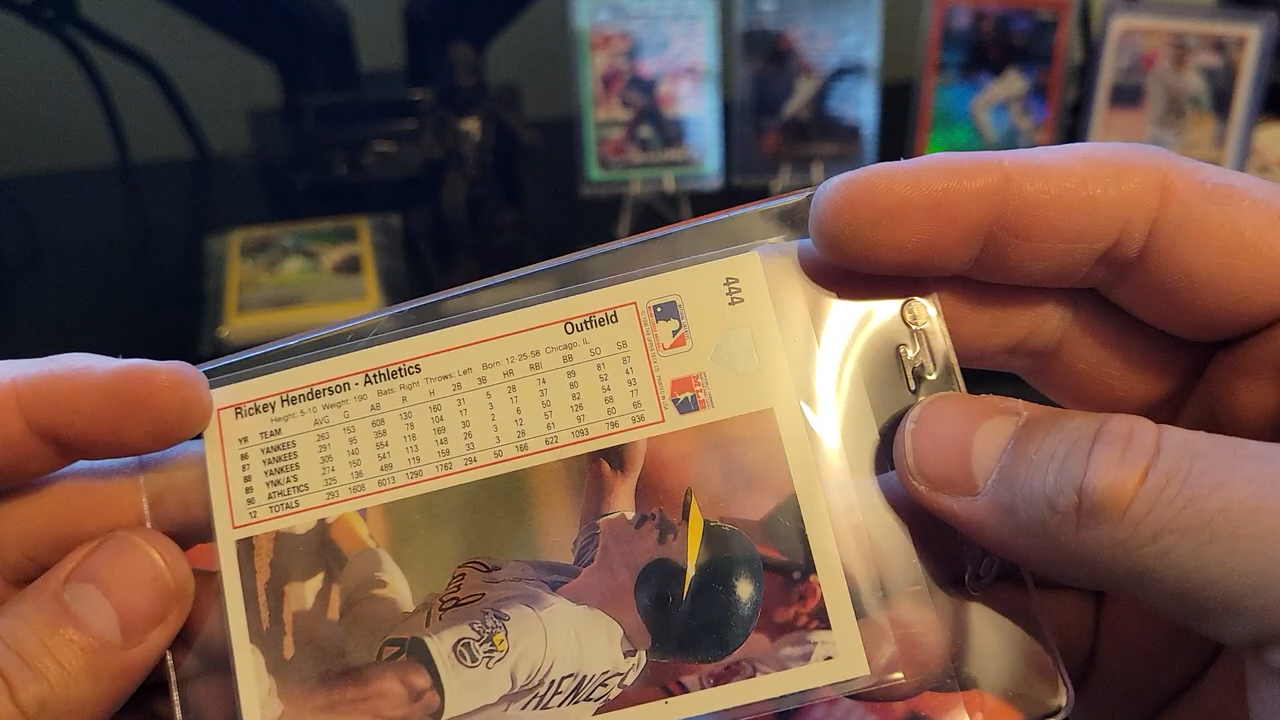 444
Rickey Henderson - Athletics Outfield
Height: 5-10 Weight: 190 Bats: Right Throws: Left Born: 12-25-58 Chicago, IL
YR TEAM AVG G AB R H 2B 3B HR RBI BB SO SB
86 YANKEES .263 153 608 130 160 31 5 28 74 89 81 87
87 YANKEES .291 95 358 78 104 17 3 17 37 80 52 41
88 YANKEES .305 140 554 118 169 30 2 6 50 82 54 93
89 YNK/A'S .274 150 541 113 148 26 3 12 57 126 68 77
90 ATHLETICS .325 136 489 119 159 33 3 28 61 97 60 65
12 TOTALS .293 1608 6013 1290 1762 294 50 166 622 1093 796 936
land
HENDE